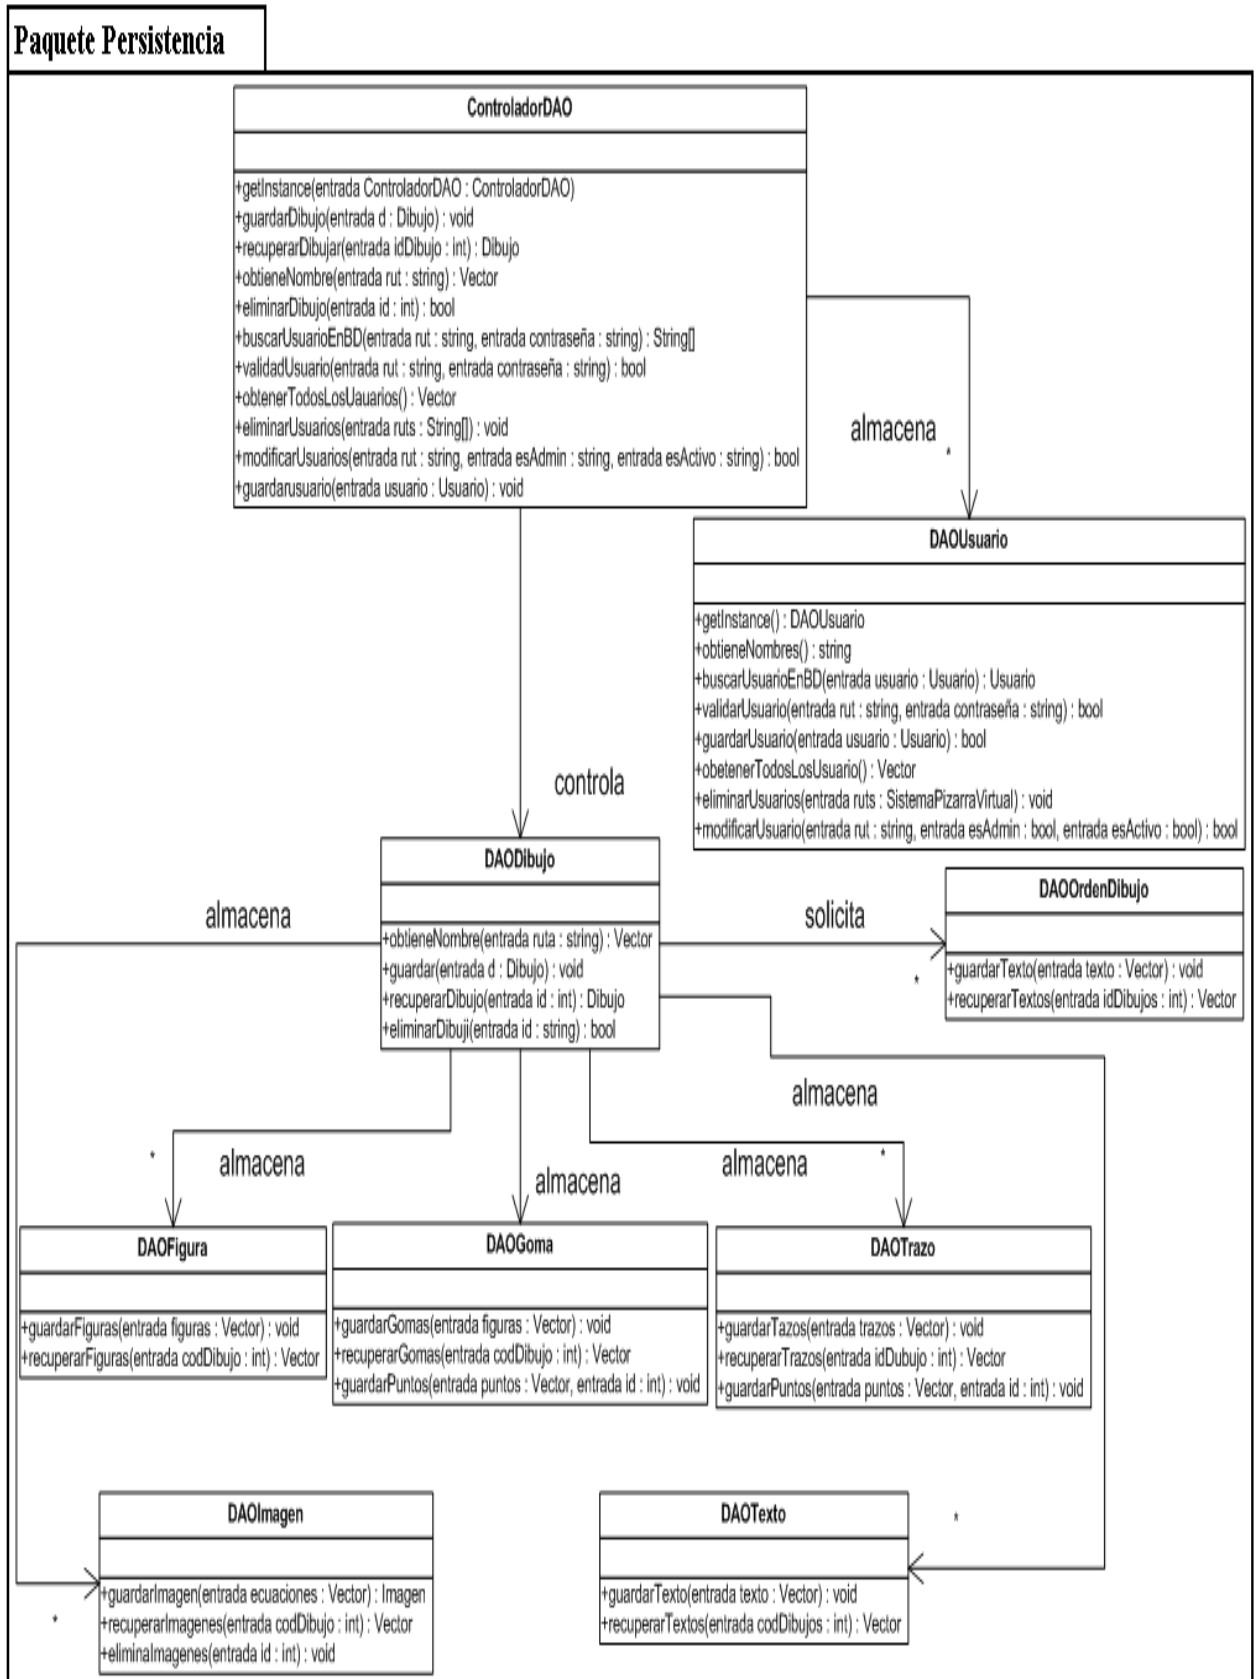 Paquete Persistencia
ControladorDAO
+getInstance(entrada ControladorDAO : ControladorDAO)
+guardarDibujo(entrada d : Dibujo) : void
+recuperarDibujar(entrada idDibujo : int) : Dibujo
+obtieneNombre(entrada rut : string) : Vector
+eliminarDibujo(entrada id : int) : bool
+buscarUsuarioEnBD(entrada rut : string, entrada contraseña : string) : String[]
+validadUsuario(entrada rut : string, entrada contraseña : string) : bool
+obtenerTodosLosUauarios() : Vector
+eliminarUsuarios(entrada ruts : String[]) : void
+modificarUsuarios(entrada rut : string, entrada esAdmin : string, entrada esActivo : string) : bool
+guardarusuario(entrada usuario : Usuario) : void
almacena
*
DAOUsuario
+getInstance() : DAOUsuario
+obtieneNombres() : string
+buscarUsuarioEnBD(entrada usuario : Usuario) : Usuario
+validarUsuario(entrada rut : string, entrada contraseña : string) : bool
+guardarUsuario(entrada usuario : Usuario) : bool
+obetenerTodosLosUsuario() : Vector
+eliminarUsuarios(entrada ruts : SistemaPizarraVirtual) : void
+modificarUsuario(entrada rut : string, entrada esAdmin : bool, entrada esActivo : bool) : bool
controla
DAODibujo
+obtieneNombre(entrada ruta : string) : Vector
+guardar(entrada d : Dibujo) : void
+recuperarDibujo(entrada id : int) : Dibujo
+eliminarDibuji(entrada id : string) : bool
almacena
solicita
*
DAOOrdenDibujo
+guardarTexto(entrada texto : Vector) : void
+recuperarTextos(entrada idDibujos : int) : Vector
almacena
*
almacena
almacena
almacena
*
DAOFigura
+guardarFiguras(entrada figuras : Vector) : void
+recuperarFiguras(entrada codDibujo : int) : Vector
DAOGoma
+guardarGomas(entrada figuras : Vector) : void
+recuperarGomas(entrada codDibujo : int) : Vector
+guardarPuntos(entrada puntos : Vector, entrada id : int) : void
DAOTrazo
+guardarTazos(entrada trazos : Vector) : void
+recuperarTrazos(entrada idDubujo : int) : Vector
+guardarPuntos(entrada puntos : Vector, entrada id : int) : void
DAOImagen
+guardarImagen(entrada ecuaciones : Vector) : Imagen
+recuperarImagenes(entrada codDibujo : int) : Vector
+eliminaImagenes(entrada id : int) : void
*
DAOTexto
+guardarTexto(entrada texto : Vector) : void
+recuperarTextos(entrada codDibujos : int) : Vector
*